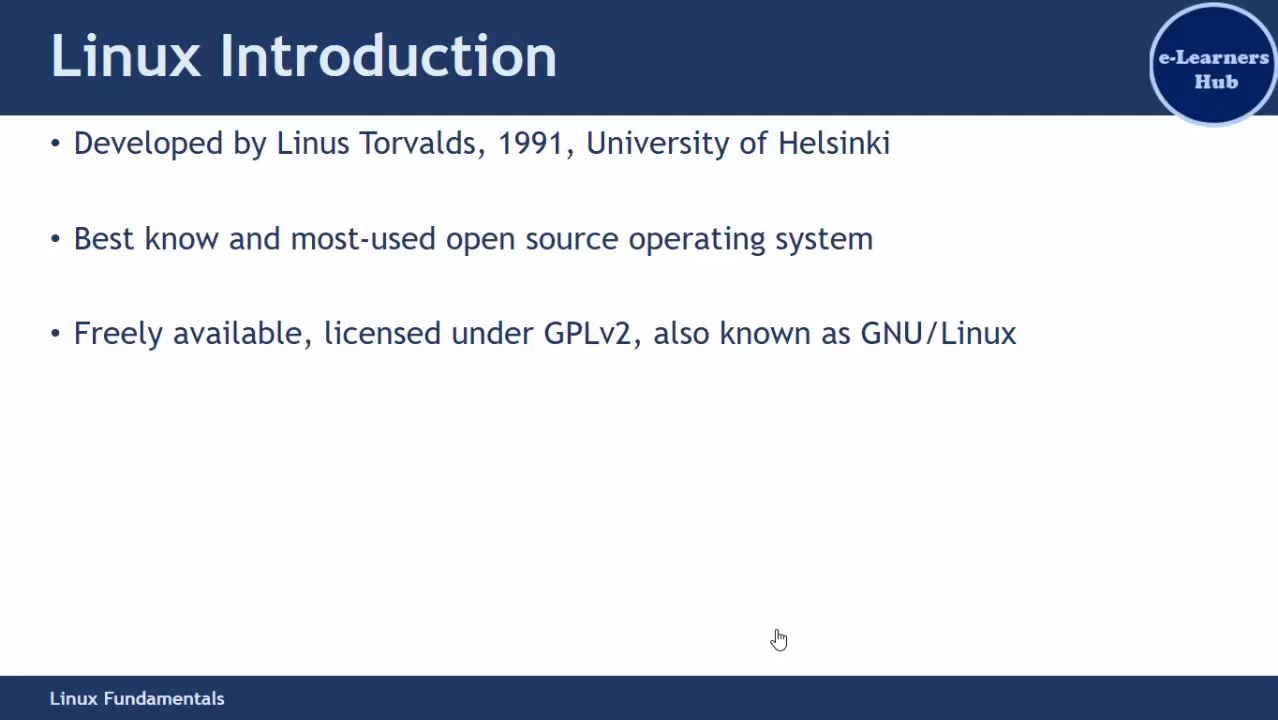 Linux Introduction
e-Learners
Hub
• Developed by Linus Torvalds, 1991, University of Helsinki
• Best know and most-used open source operating system
• Freely available, licensed under GPLv2, also known as GNU/Linux
Linux Fundamentals